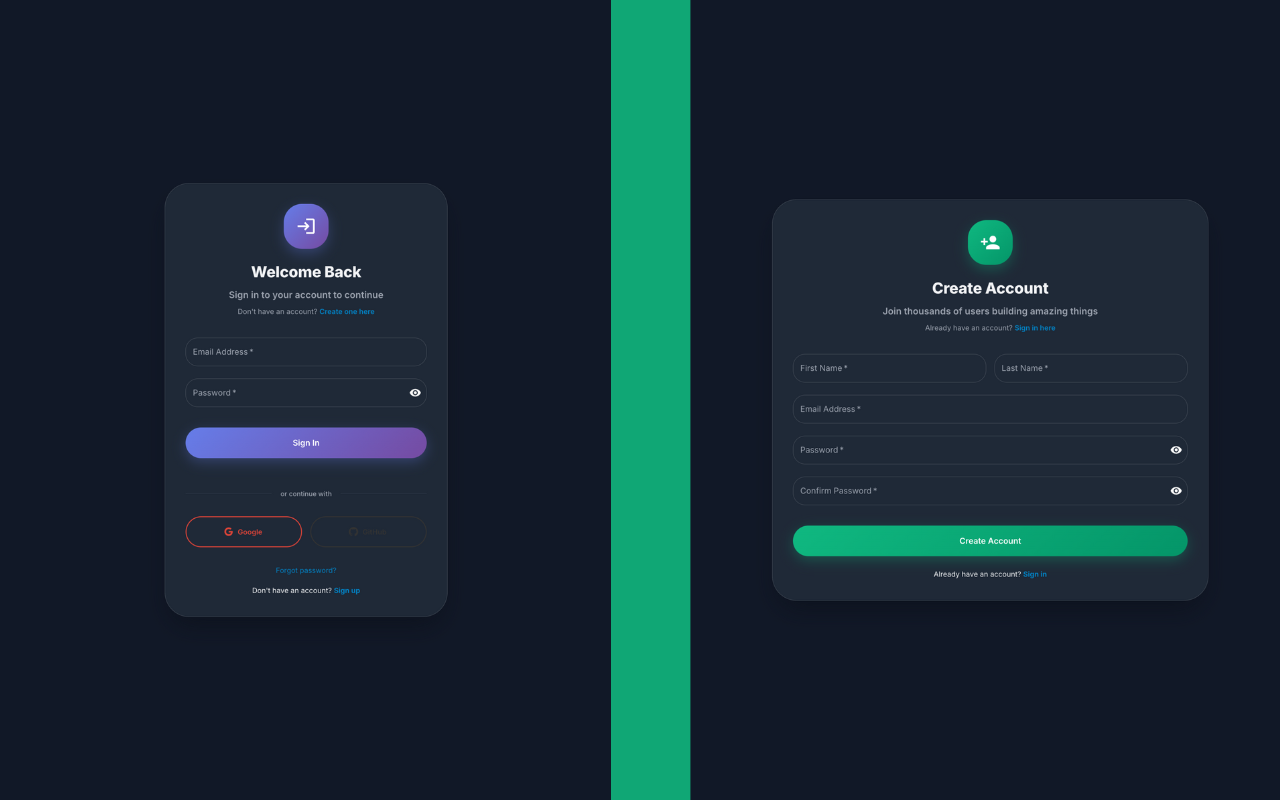 Welcome Back
Sign in to your account to continue
Don't have an account? Create one here
Email Address *
Password *
Sign In
or continue with
Google
GitHub
Forgot password?
Don't have an account? Sign up
Create Account
Join thousands of users building amazing things
Already have an account? Sign in here
First Name * Last Name *
Email Address *
Password *
Confirm Password *
Create Account
Already have an account? Sign in